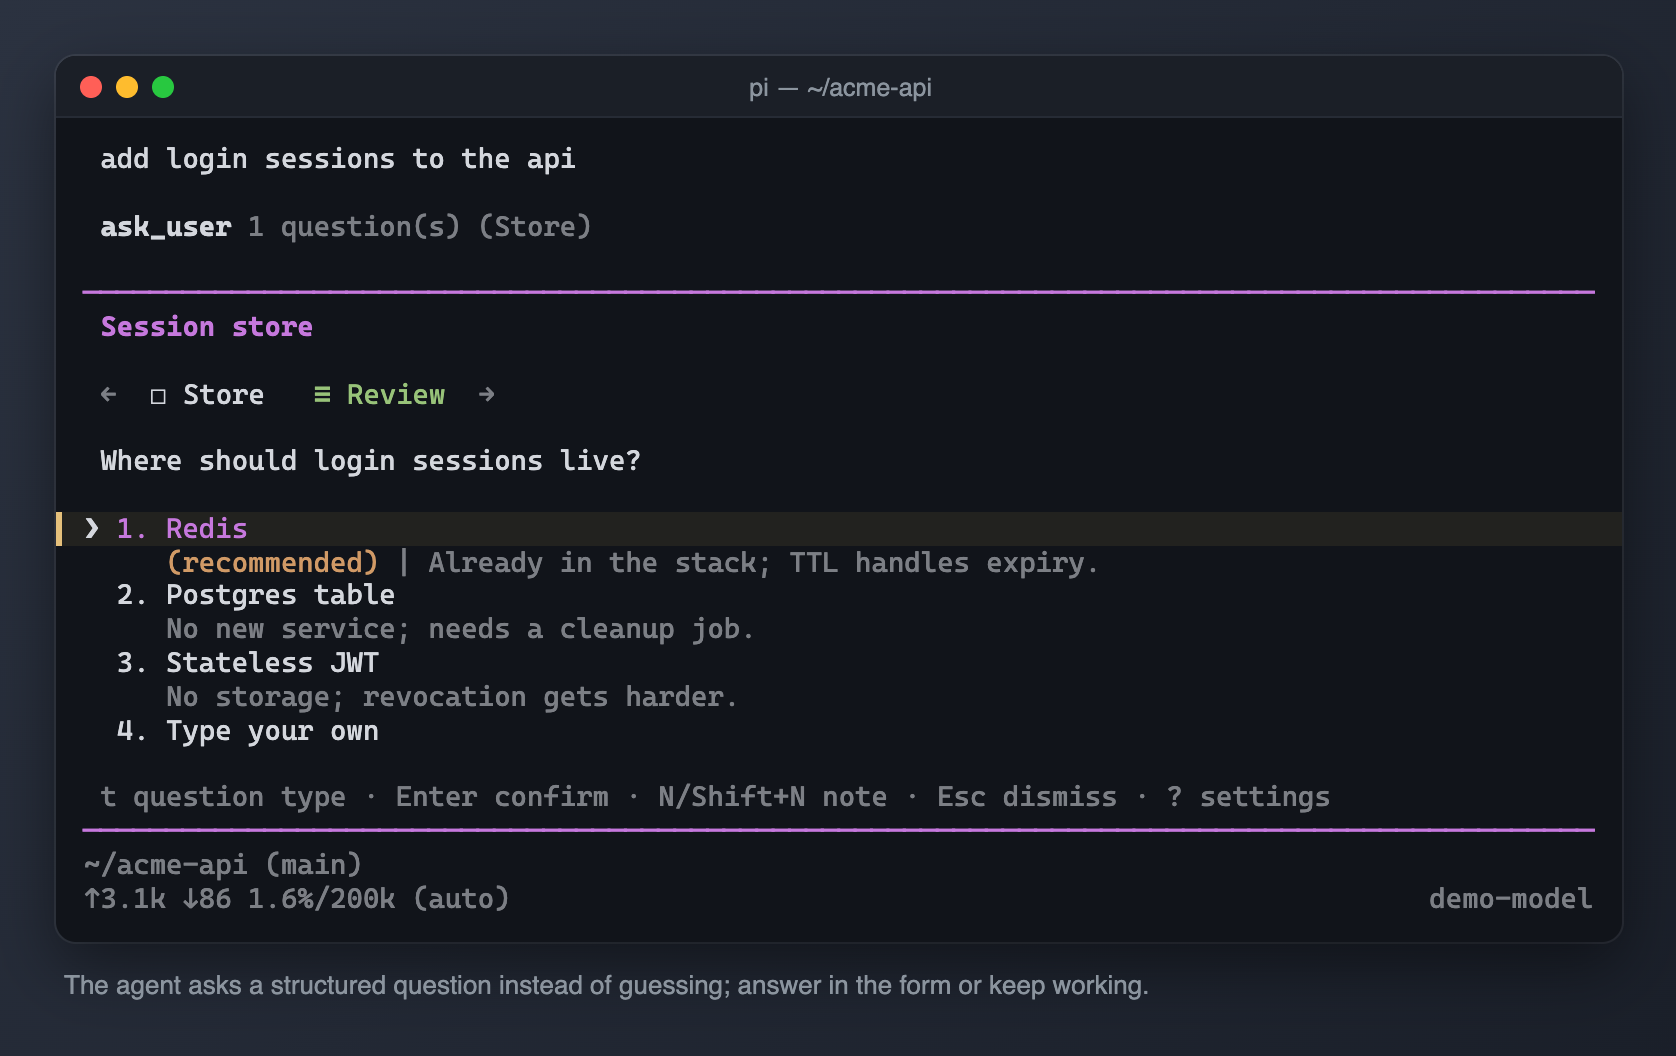 pi — ~/acme-api
add login sessions to the api
ask_user 1 question(s) (Store)
Session store
← □ Store ≡ Review →
Where should login sessions live?
❯ 1. Redis
(recommended) | Already in the stack; TTL handles expiry.
2. Postgres table
No new service; needs a cleanup job.
3. Stateless JWT
No storage; revocation gets harder.
4. Type your own
t question type · Enter confirm · N/Shift+N note · Esc dismiss · ? settings
~/acme-api (main)
↑3.1k ↓86 1.6%/200k (auto) demo-model
The agent asks a structured question instead of guessing; answer in the form or keep working.